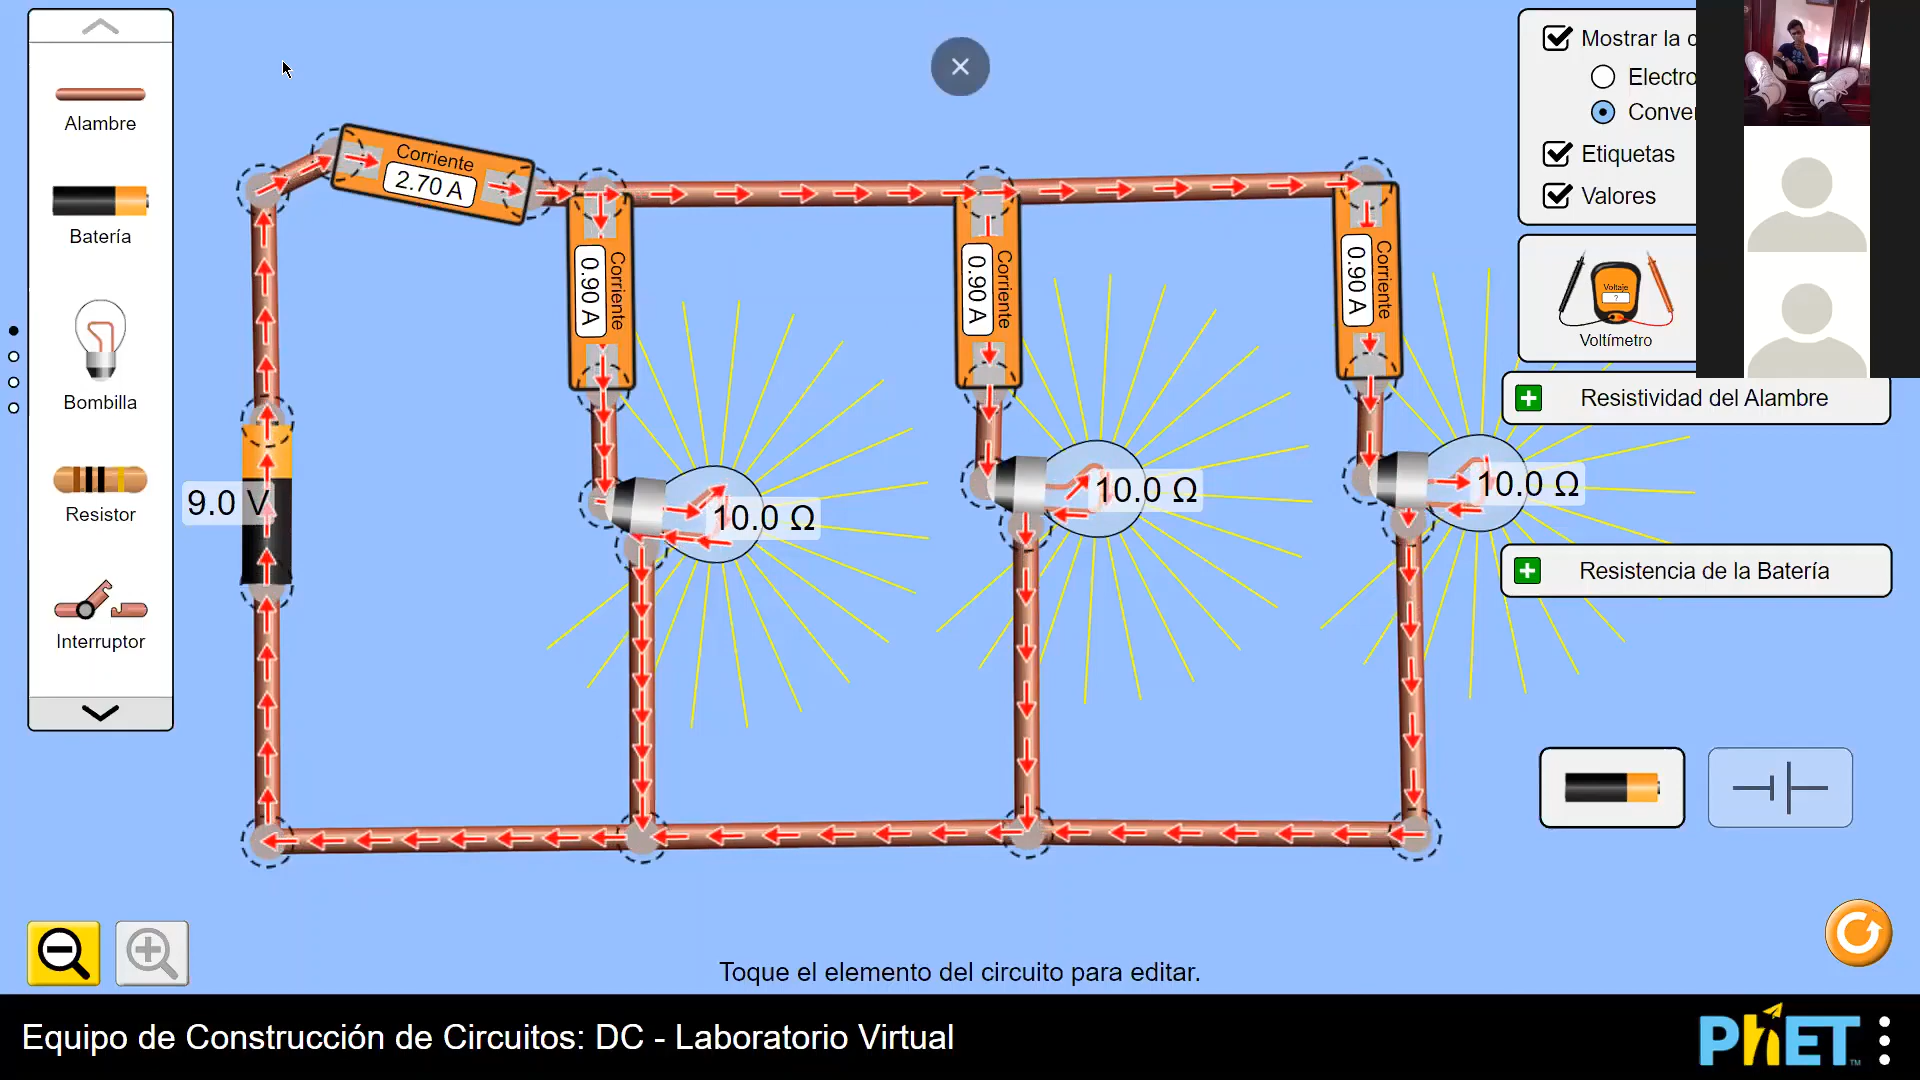 Alambre
Batería
Bombilla
Resistor
Interruptor
9.0 V
Corriente
2.70 A
Corriente
0.90 A
Corriente
0.90 A
Corriente
0.90 A
10.0 Ω
10.0 Ω
10.0 Ω
Mostrar la c
Electro
Conver
Etiquetas
Valores
Voltaje
?
Voltímetro
Resistividad del Alambre
Resistencia de la Batería
Toque el elemento del circuito para editar.
Equipo de Construcción de Circuitos: DC - Laboratorio Virtual
PhET
TM